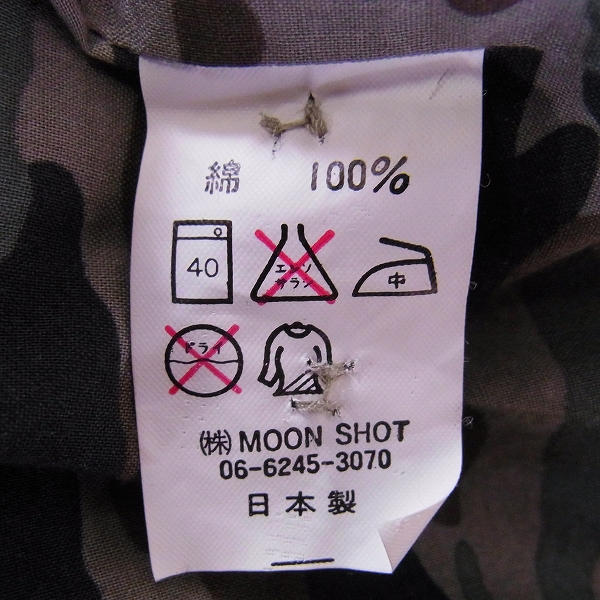 綿 100%
40 エンソ サラシ 中
ドライ
(株) MOON SHOT
06-6245-3070
日本製